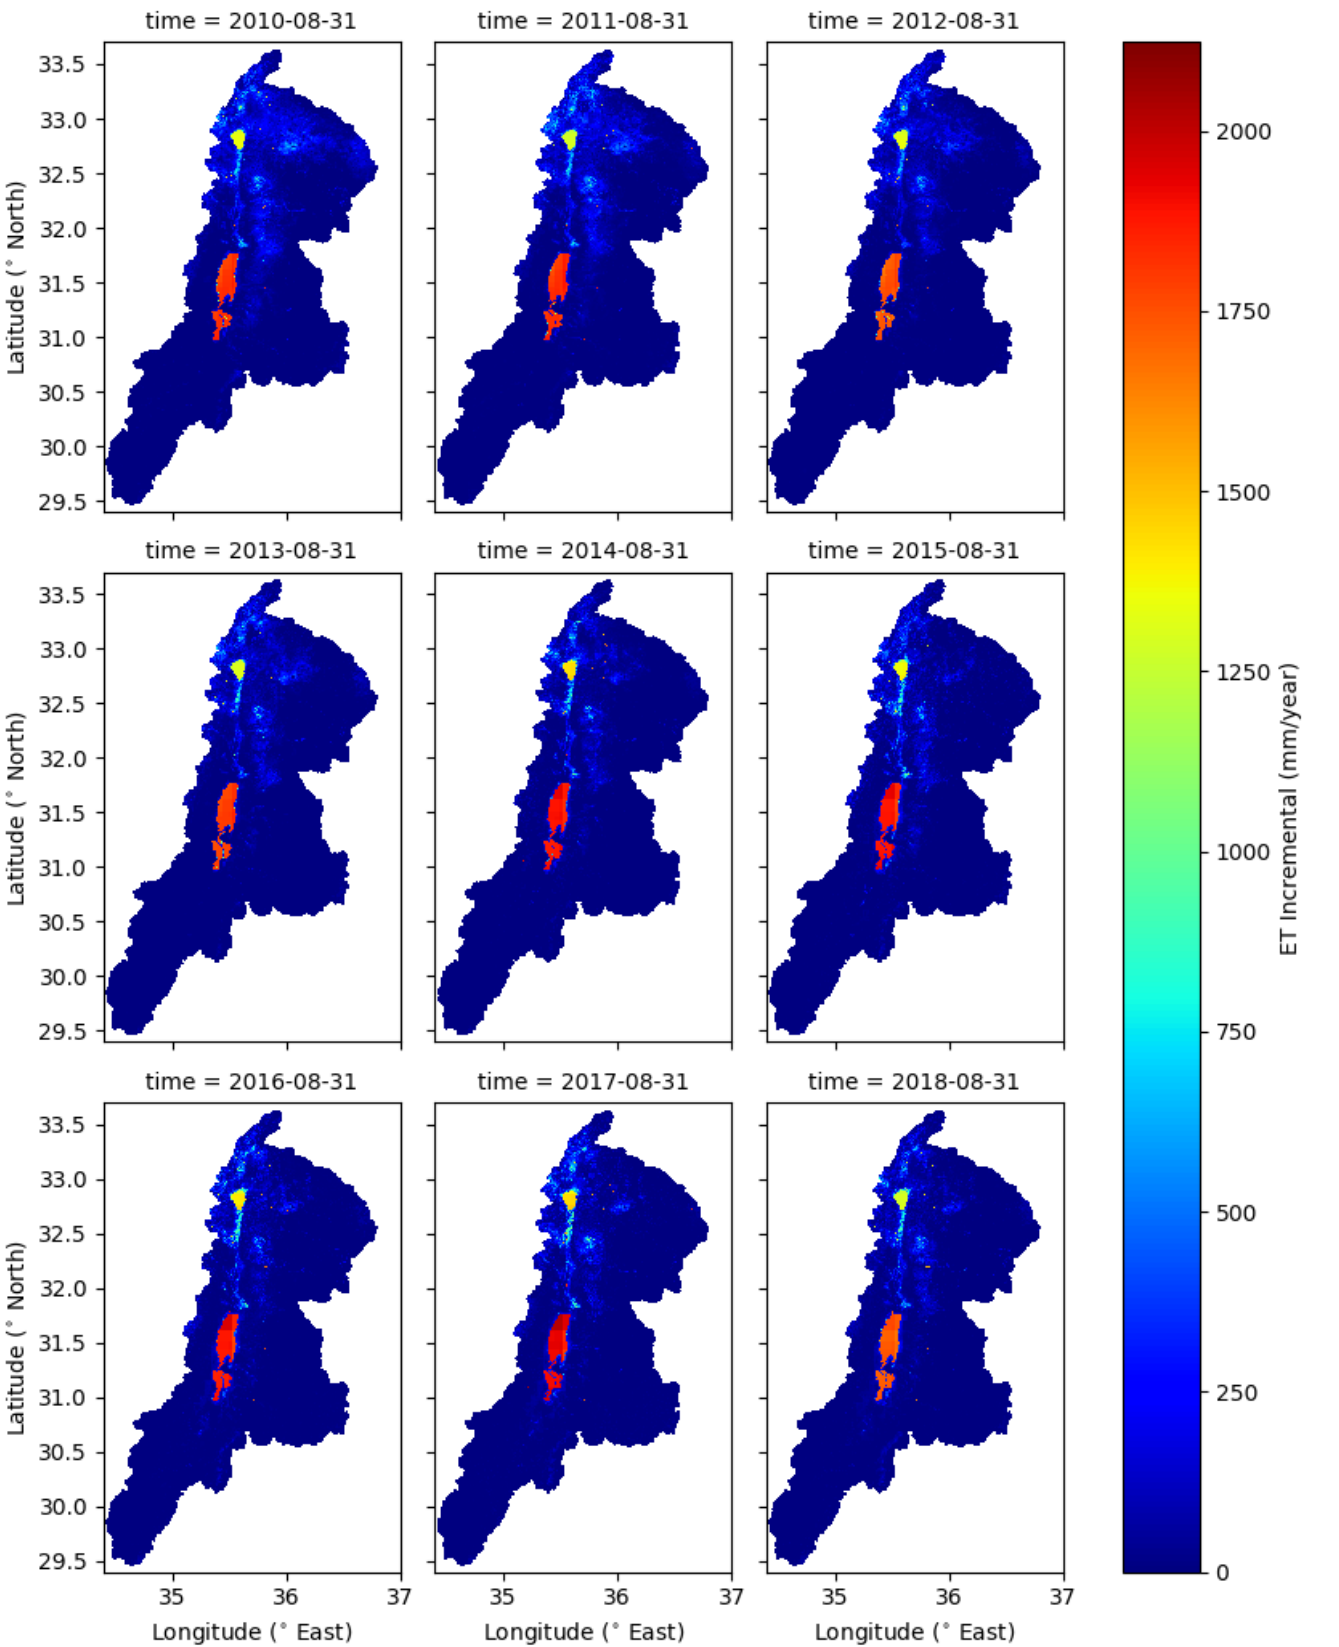 time = 2010-08-31
time = 2011-08-31
time = 2012-08-31
33.5
33.0
32.5
32.0
31.5
31.0
30.5
30.0
29.5
Latitude (° North)
time = 2013-08-31
time = 2014-08-31
time = 2015-08-31
33.5
33.0
32.5
32.0
31.5
31.0
30.5
30.0
29.5
Latitude (° North)
time = 2016-08-31
time = 2017-08-31
time = 2018-08-31
33.5
33.0
32.5
32.0
31.5
31.0
30.5
30.0
29.5
Latitude (° North)
35
36
37
35
36
37
35
36
37
Longitude (° East)
Longitude (° East)
Longitude (° East)
2000
1750
1500
1250
1000
750
500
250
0
ET Incremental (mm/year)